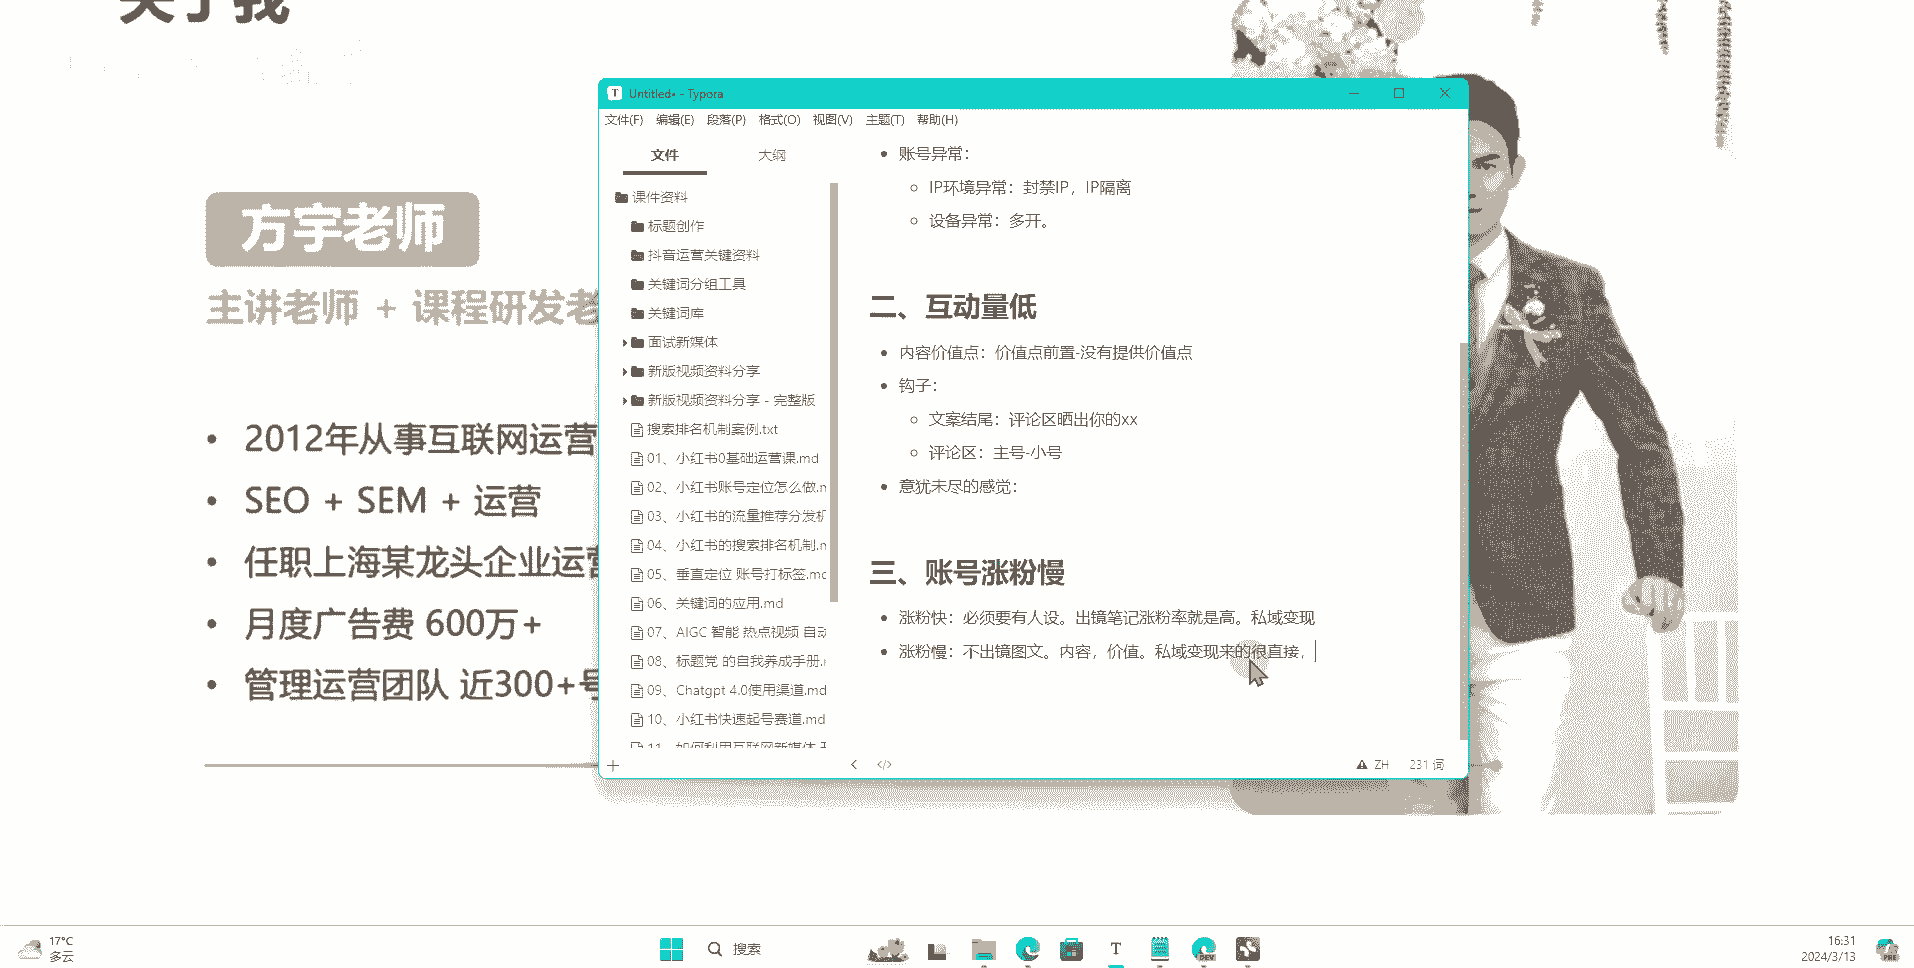 关于我
方宇老师
主讲老师 + 课程研发老
2012年从事互联网运营
SEO + SEM + 运营
任职上海某龙头企业运营
月度广告费 600万+
管理运营团队 近300+号
Untitled• - Typora
文件(F) 编辑(E) 段落(P) 格式(O) 视图(V) 主题(T) 帮助(H)
文件 大纲
课件资料
标题创作
抖音运营关键资料
关键词分组工具
关键词库
面试新媒体
新版视频资料分享
新版视频资料分享 - 完整版
搜索排名机制案例.txt
01、小红书0基础运营课.md
02、小红书账号定位怎么做.m
03、小红书的流量推荐分发机
04、小红书的搜索排名机制.m
05、垂直定位 账号打标签.md
06、关键词的应用.md
07、AIGC 智能 热点视频 自动
08、标题党 的自我养成手册.m
09、Chatgpt 4.0使用渠道.md
10、小红书快速起号赛道.md
11、如何利用互联网新媒体
账号异常：
IP环境异常：封禁IP，IP隔离
设备异常：多开。
二、互动量低
内容价值点：价值点前置-没有提供价值点
钩子：
文案结尾：评论区晒出你的xx
评论区：主号-小号
意犹未尽的感觉：
三、账号涨粉慢
涨粉快：必须要有人设。出镜笔记涨粉率就是高。私域变现
涨粉慢：不出镜图文。内容，价值。私域变现来的很直接，
ZH 231 词
17°C
多云
搜索
T
DEV
16:31
2024/3/13
PRE